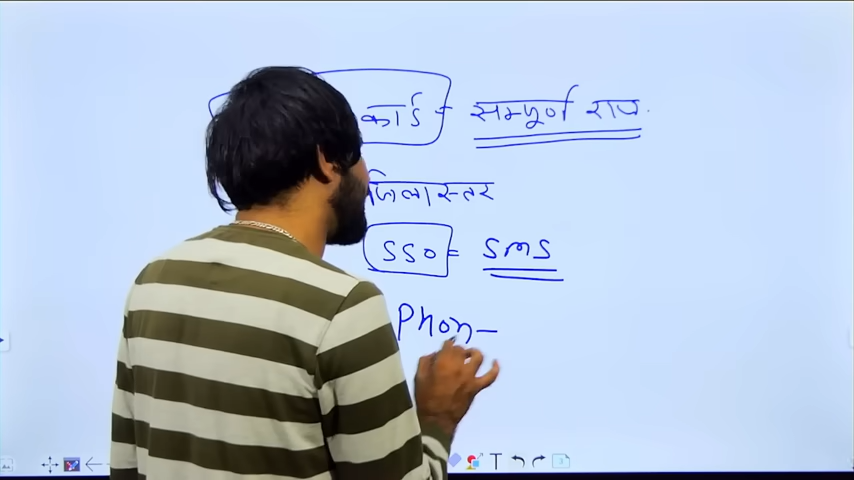 कार्ड = सम्पूर्ण राज.
जिला स्तर
SSO = SMS
Phon -